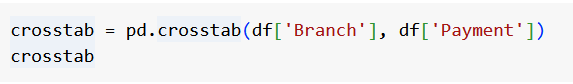 crosstab = pd.crosstab(df['Branch'], df['Payment'])
crosstab